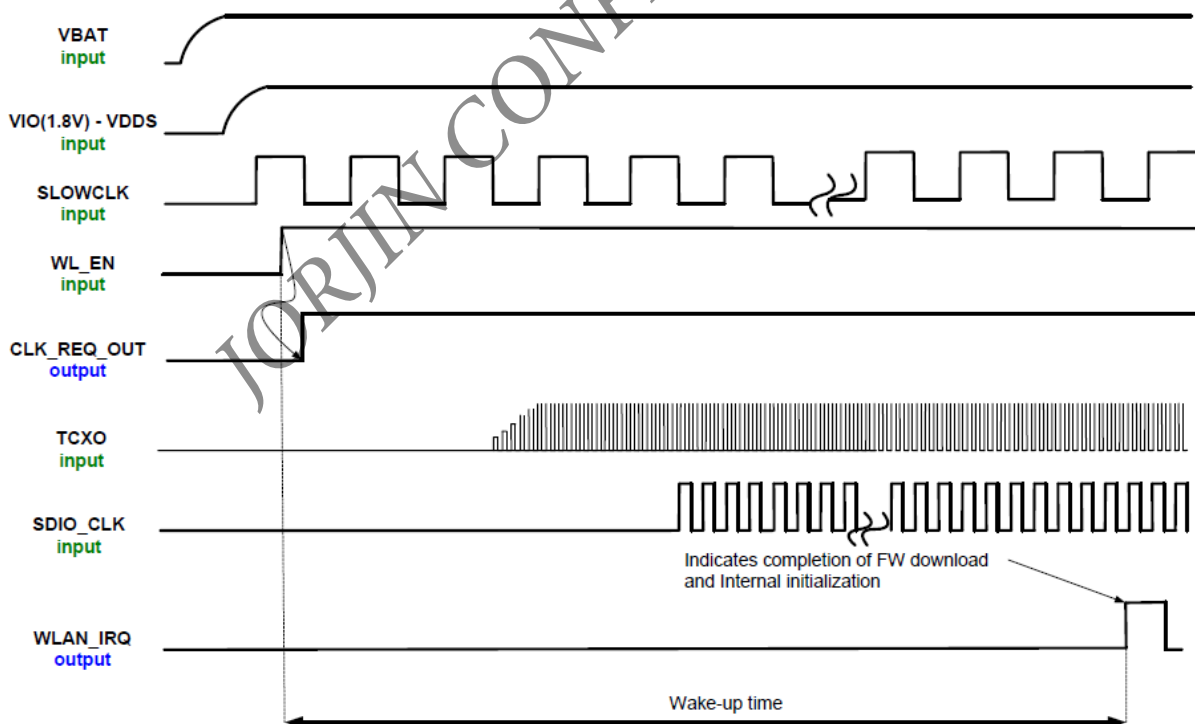 VBAT
input
VIO(1.8V) - VDDS
input
SLOWCLK
input
WL_EN
input
CLK_REQ_OUT
output
TCXO
input
SDIO_CLK
input
Indicates completion of FW download
and Internal initialization
WLAN_IRQ
output
Wake-up time
JORJIN CONF